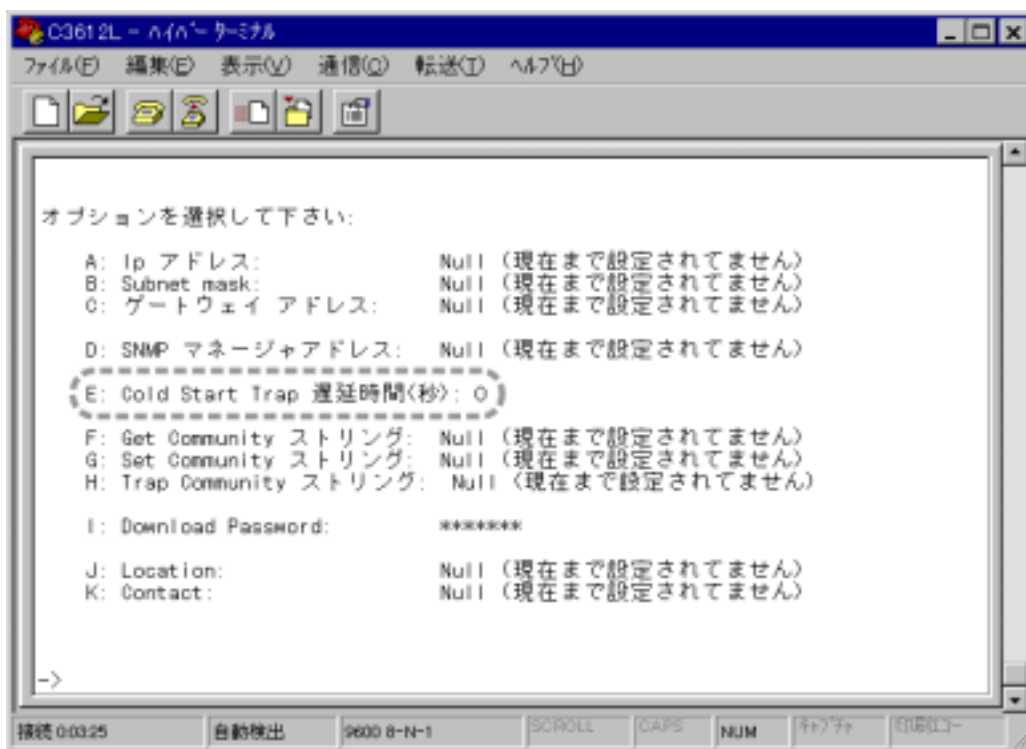 C3612L - ﾊｲﾊﾟｰ ﾀｰﾐﾅﾙ
ﾌｧｲﾙ(F) 編集(E) 表示(V) 通信(C) 転送(T) ﾍﾙﾌﾟ(H)
オプションを選択して下さい:
A: Ip アドレス: Null (現在まで設定されてません)
B: Subnet mask: Null (現在まで設定されてません)
C: ゲートウェイ アドレス: Null (現在まで設定されてません)
D: SNMP マネージャアドレス: Null (現在まで設定されてません)
E: Cold Start Trap 遅延時間(秒): 0
F: Get Community ストリング: Null (現在まで設定されてません)
G: Set Community ストリング: Null (現在まで設定されてません)
H: Trap Community ストリング: Null (現在まで設定されてません)
I: Download Password: *******
J: Location: Null (現在まで設定されてません)
K: Contact: Null (現在まで設定されてません)
->
接続 0:03:25 自動検出 9600 8-N-1 SCROLL CAPS NUM ｷｬﾌﾟﾁｬ 印刷ｴｺｰ